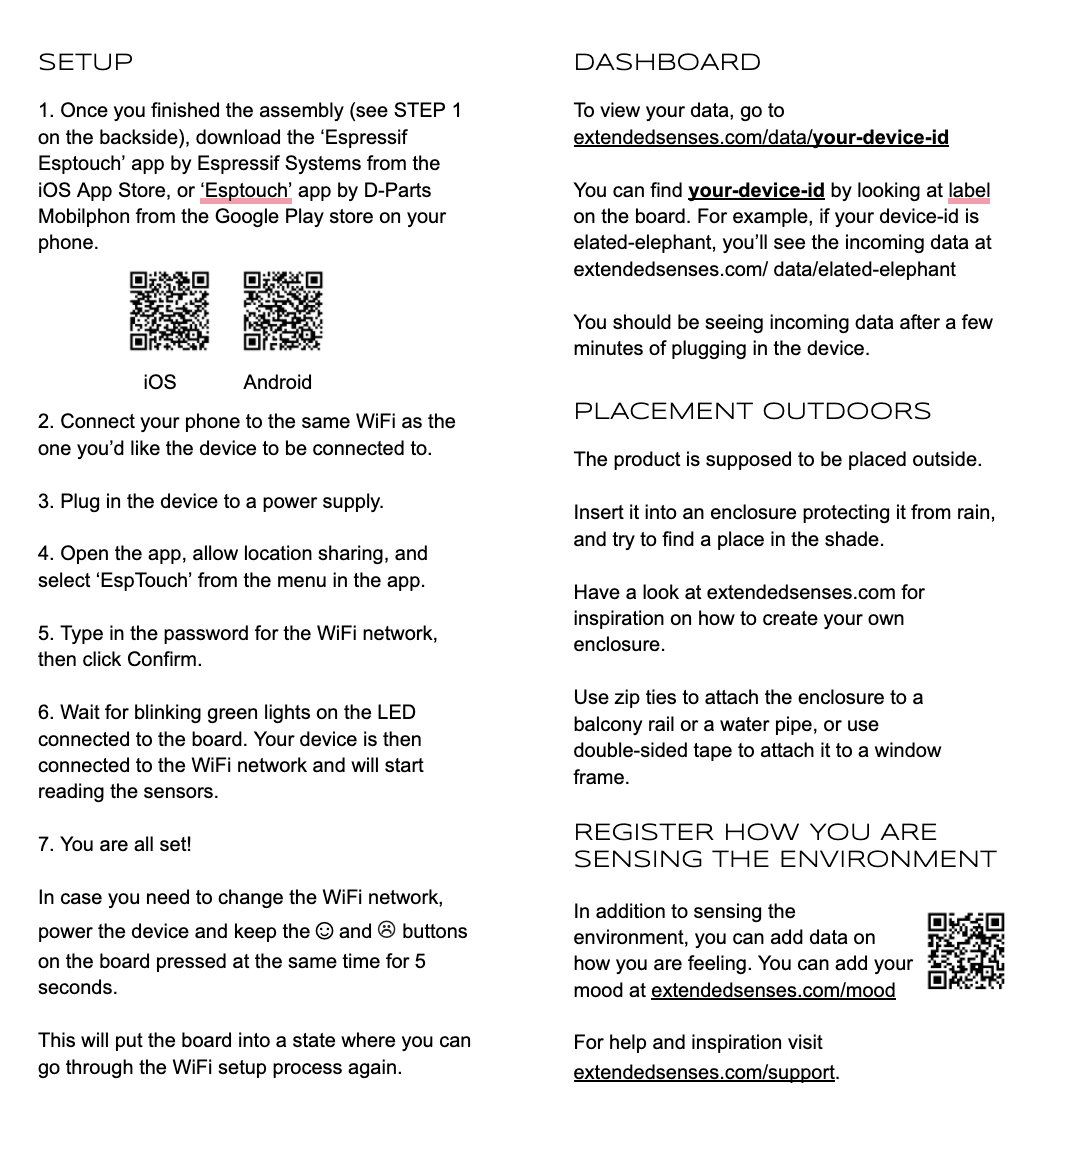 SETUP
1. Once you finished the assembly (see STEP 1
on the backside), download the ‘Espressif
Esptouch’ app by Espressif Systems from the
iOS App Store, or ‘Esptouch’ app by D-Parts
Mobilphon from the Google Play store on your
phone.
iOS Android
2. Connect your phone to the same WiFi as the
one you’d like the device to be connected to.
3. Plug in the device to a power supply.
4. Open the app, allow location sharing, and
select ‘EspTouch’ from the menu in the app.
5. Type in the password for the WiFi network,
then click Confirm.
6. Wait for blinking green lights on the LED
connected to the board. Your device is then
connected to the WiFi network and will start
reading the sensors.
7. You are all set!
In case you need to change the WiFi network,
power the device and keep the ☺ and ☹ buttons
on the board pressed at the same time for 5
seconds.
This will put the board into a state where you can
go through the WiFi setup process again.
DASHBOARD
To view your data, go to
extendedsenses.com/data/your-device-id
You can find your-device-id by looking at label
on the board. For example, if your device-id is
elated-elephant, you’ll see the incoming data at
extendedsenses.com/ data/elated-elephant
You should be seeing incoming data after a few
minutes of plugging in the device.
PLACEMENT OUTDOORS
The product is supposed to be placed outside.
Insert it into an enclosure protecting it from rain,
and try to find a place in the shade.
Have a look at extendedsenses.com for
inspiration on how to create your own
enclosure.
Use zip ties to attach the enclosure to a
balcony rail or a water pipe, or use
double-sided tape to attach it to a window
frame.
REGISTER HOW YOU ARE
SENSING THE ENVIRONMENT
In addition to sensing the
environment, you can add data on
how you are feeling. You can add your
mood at extendedsenses.com/mood
For help and inspiration visit
extendedsenses.com/support.